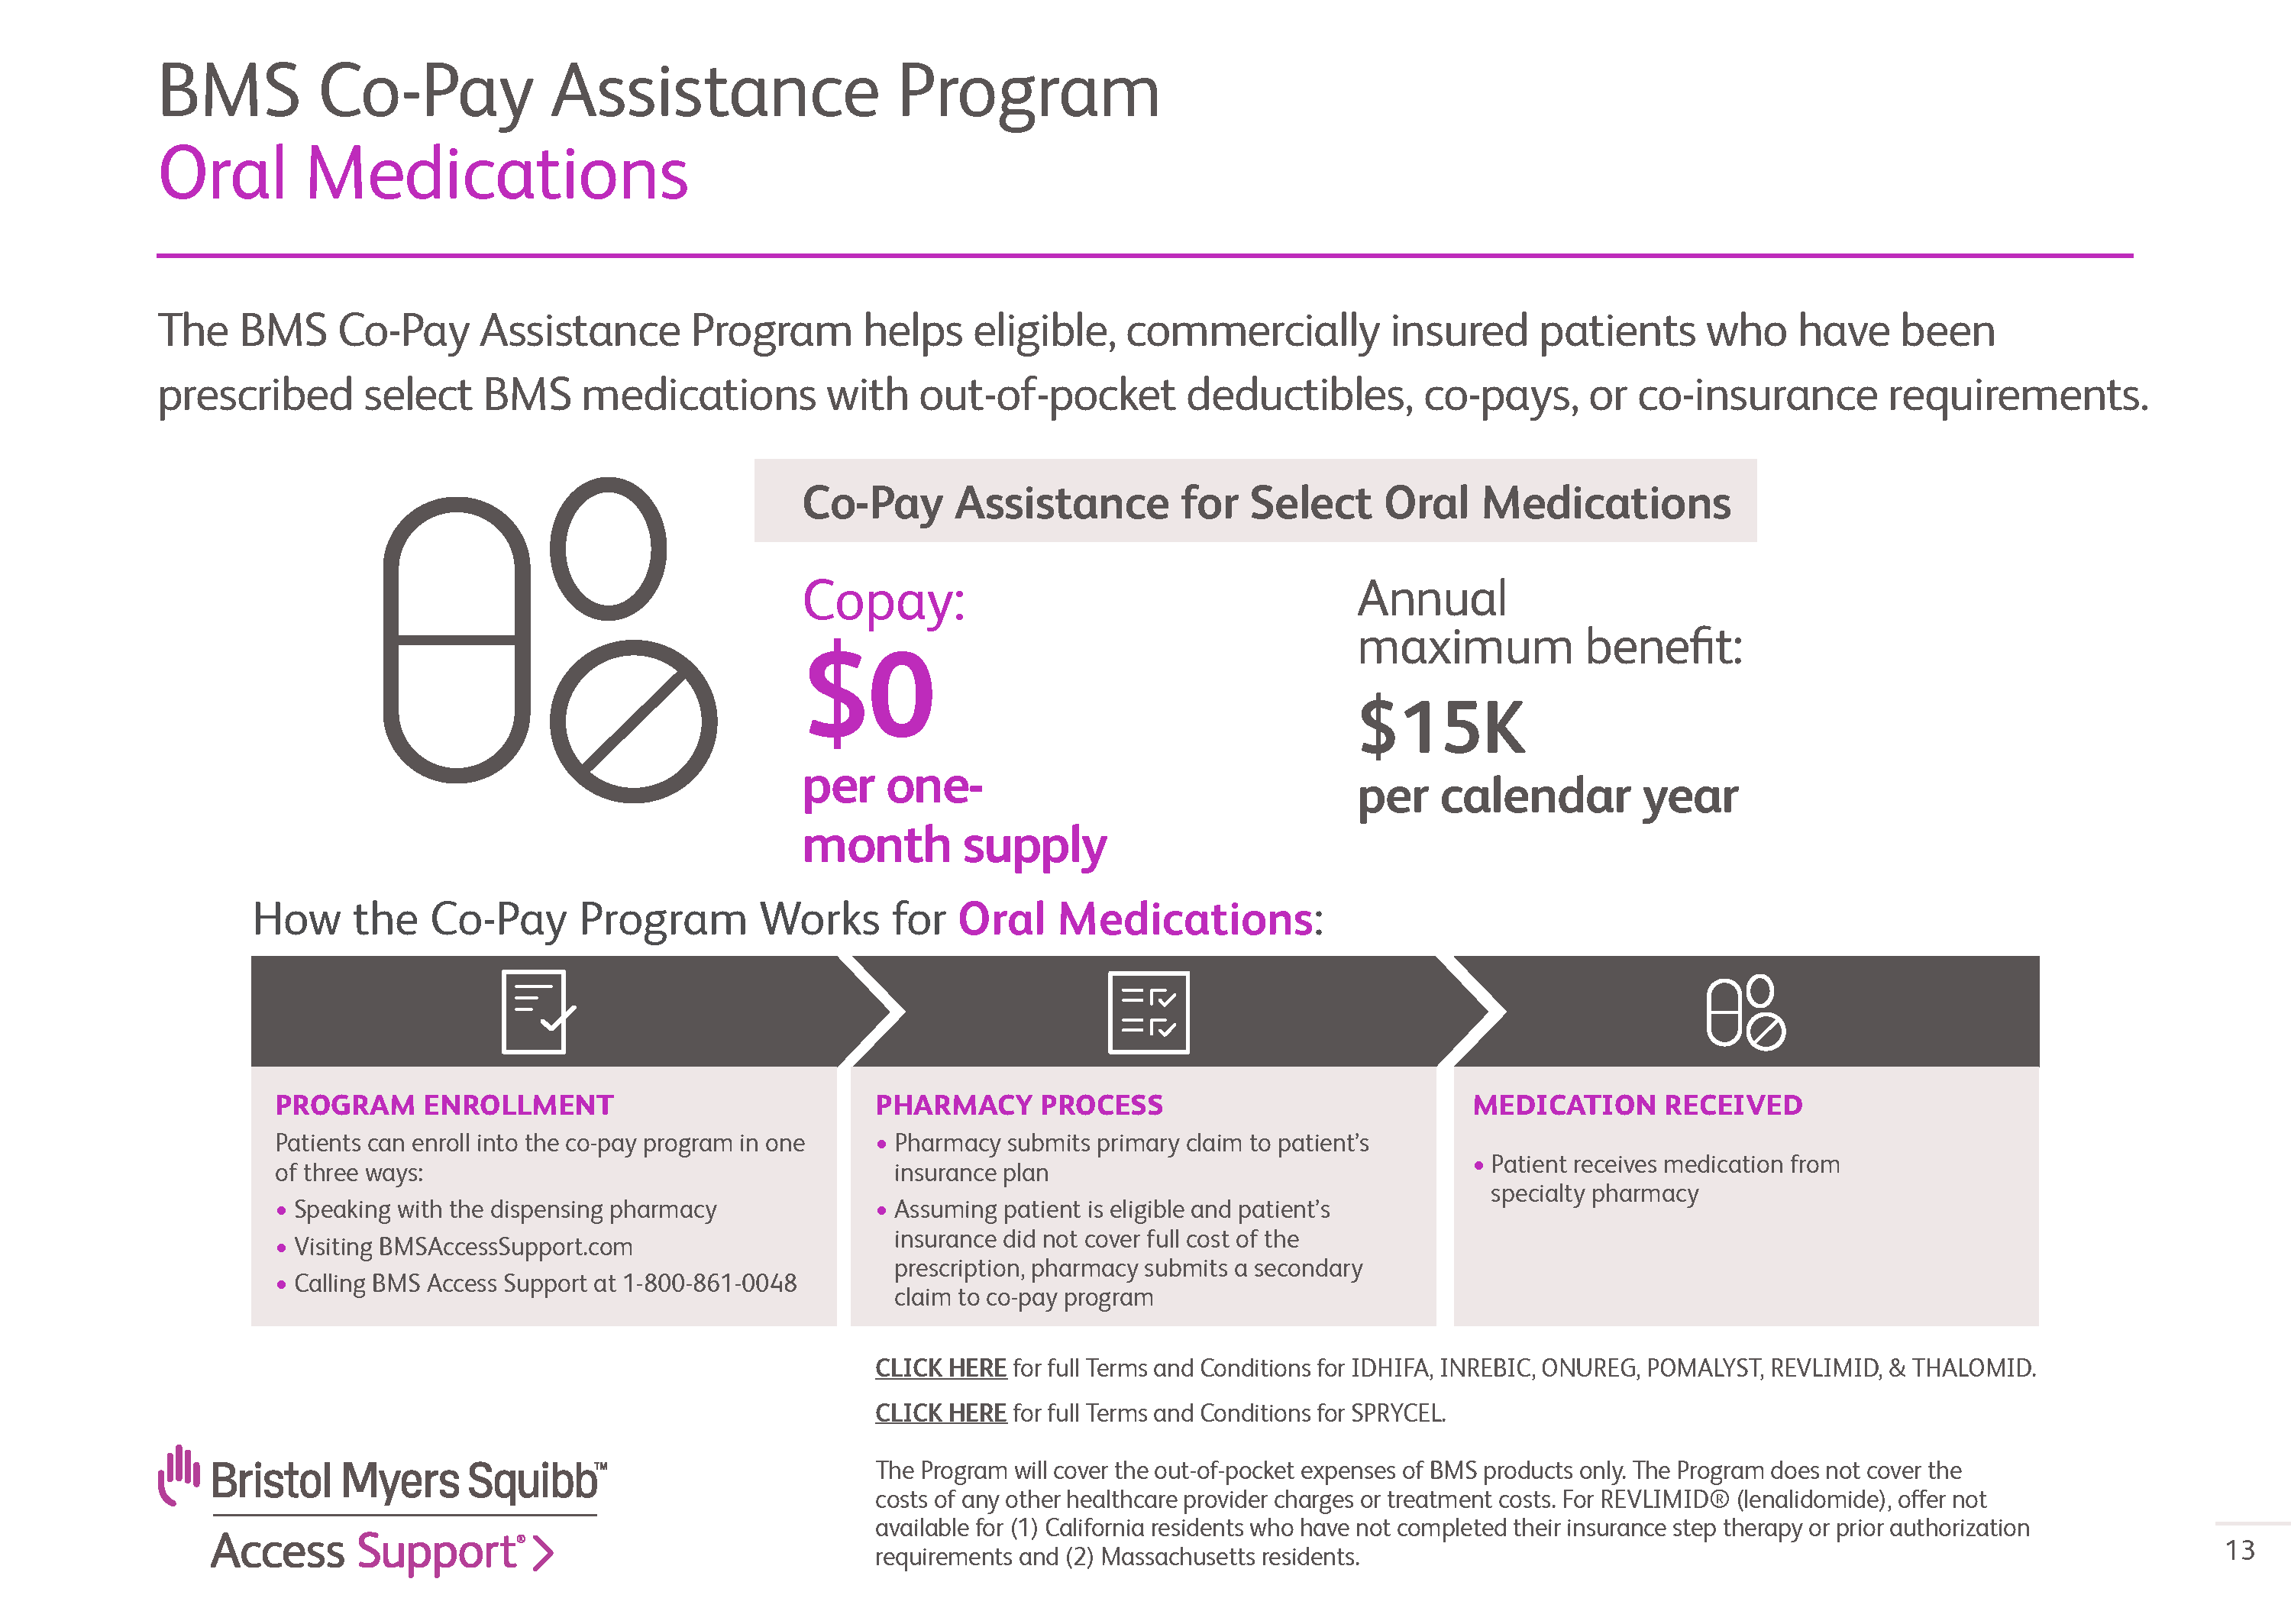 BMS Co-Pay Assistance Program
Oral Medications
The BMS Co-Pay Assistance Program helps eligible, commercially insured patients who have been
prescribed select BMS medications with out-of-pocket deductibles, co-pays, or co-insurance requirements.
Co-Pay Assistance for Select Oral Medications
Copay:
$0
per one-
month supply
Annual
maximum benefit:
$15K
per calendar year
How the Co-Pay Program Works for Oral Medications:
PROGRAM ENROLLMENT
Patients can enroll into the co-pay program in one
of three ways:
• Speaking with the dispensing pharmacy
• Visiting BMSAccessSupport.com
• Calling BMS Access Support at 1-800-861-0048
PHARMACY PROCESS
• Pharmacy submits primary claim to patient’s
insurance plan
• Assuming patient is eligible and patient’s
insurance did not cover full cost of the
prescription, pharmacy submits a secondary
claim to co-pay program
MEDICATION RECEIVED
• Patient receives medication from
specialty pharmacy
CLICK HERE for full Terms and Conditions for IDHIFA, INREBIC, ONUREG, POMALYST, REVLIMID, & THALOMID.
CLICK HERE for full Terms and Conditions for SPRYCEL.
The Program will cover the out-of-pocket expenses of BMS products only. The Program does not cover the
costs of any other healthcare provider charges or treatment costs. For REVLIMID® (lenalidomide), offer not
available for (1) California residents who have not completed their insurance step therapy or prior authorization
requirements and (2) Massachusetts residents.
Bristol Myers Squibb™
Access Support®
13